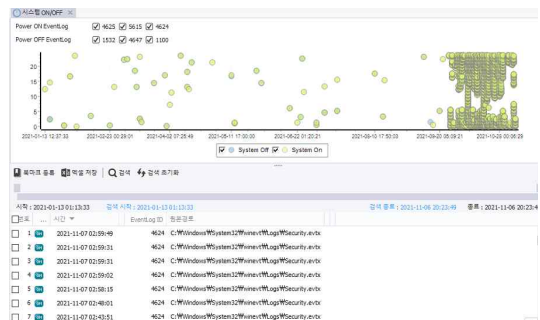 시스템 ON/OFF
Power ON EventLog 4625 5615 4624
Power OFF EventLog 1532 4647 1100
20
15
10
5
0
2021-01-13 12:37:33 2021-02-23 00:29:01 2021-04-02 07:25:49 2021-05-11 17:00:00 2021-06-22 01:20:21 2021-08-10 17:53:03 2021-09-20 05:39:21 2021-10-28 00:06:29
System Off System On
북마크 등록 엑셀 저장 검색 검색 초기화
시작 : 2021-01-13 01:13:33 검색 시작 : 2021-01-13 01:13:33 검색 종료 : 2021-11-06 20:23:49 종료 : 2021-11-06 20:23:4
번호 ... 시간 EventLog ID 원본경로
1 2021-11-07 02:59:49 4624 C:₩Windows₩System32₩winevt₩Logs₩Security.evtx
2 2021-11-07 02:59:31 4624 C:₩Windows₩System32₩winevt₩Logs₩Security.evtx
3 2021-11-07 02:59:31 4624 C:₩Windows₩System32₩winevt₩Logs₩Security.evtx
4 2021-11-07 02:59:02 4624 C:₩Windows₩System32₩winevt₩Logs₩Security.evtx
5 2021-11-07 02:58:15 4624 C:₩Windows₩System32₩winevt₩Logs₩Security.evtx
6 2021-11-07 02:48:01 4624 C:₩Windows₩System32₩winevt₩Logs₩Security.evtx
7 2021-11-07 02:43:51 4624 C:₩Windows₩System32₩winevt₩Logs₩Security.evtx